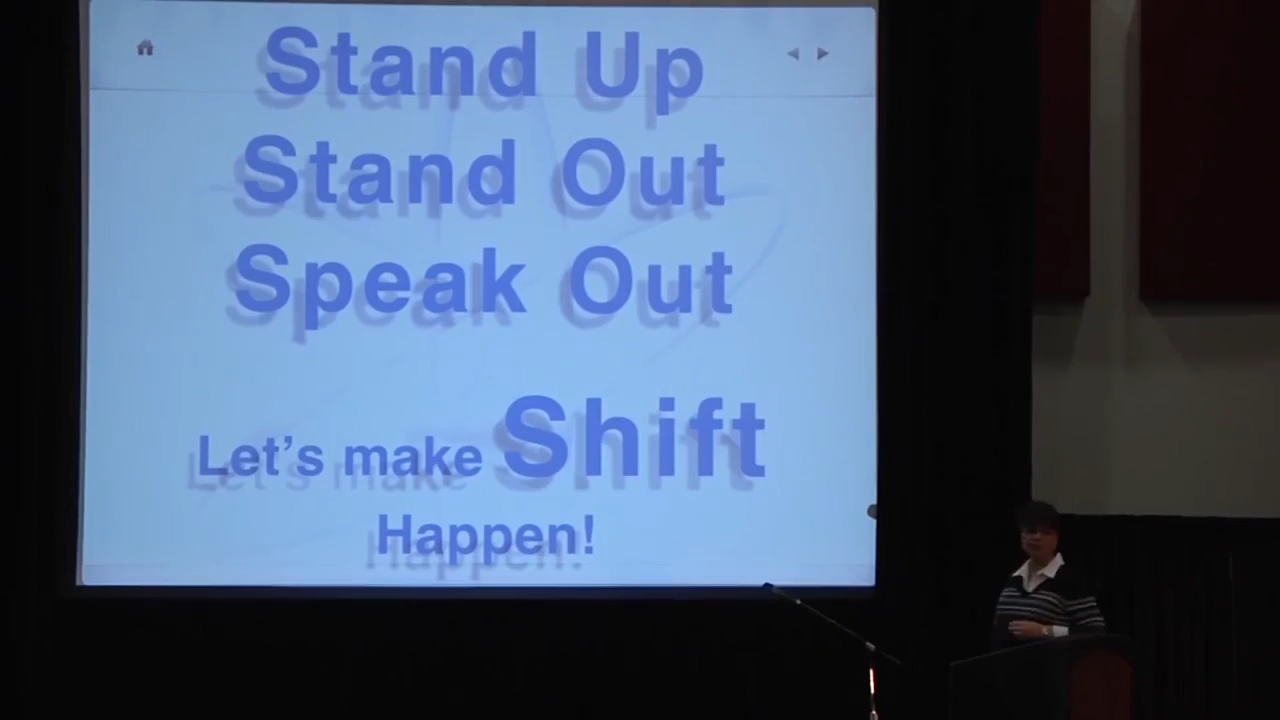 Stand Up
Stand Out
Speak Out
Let's make Shift
Happen!